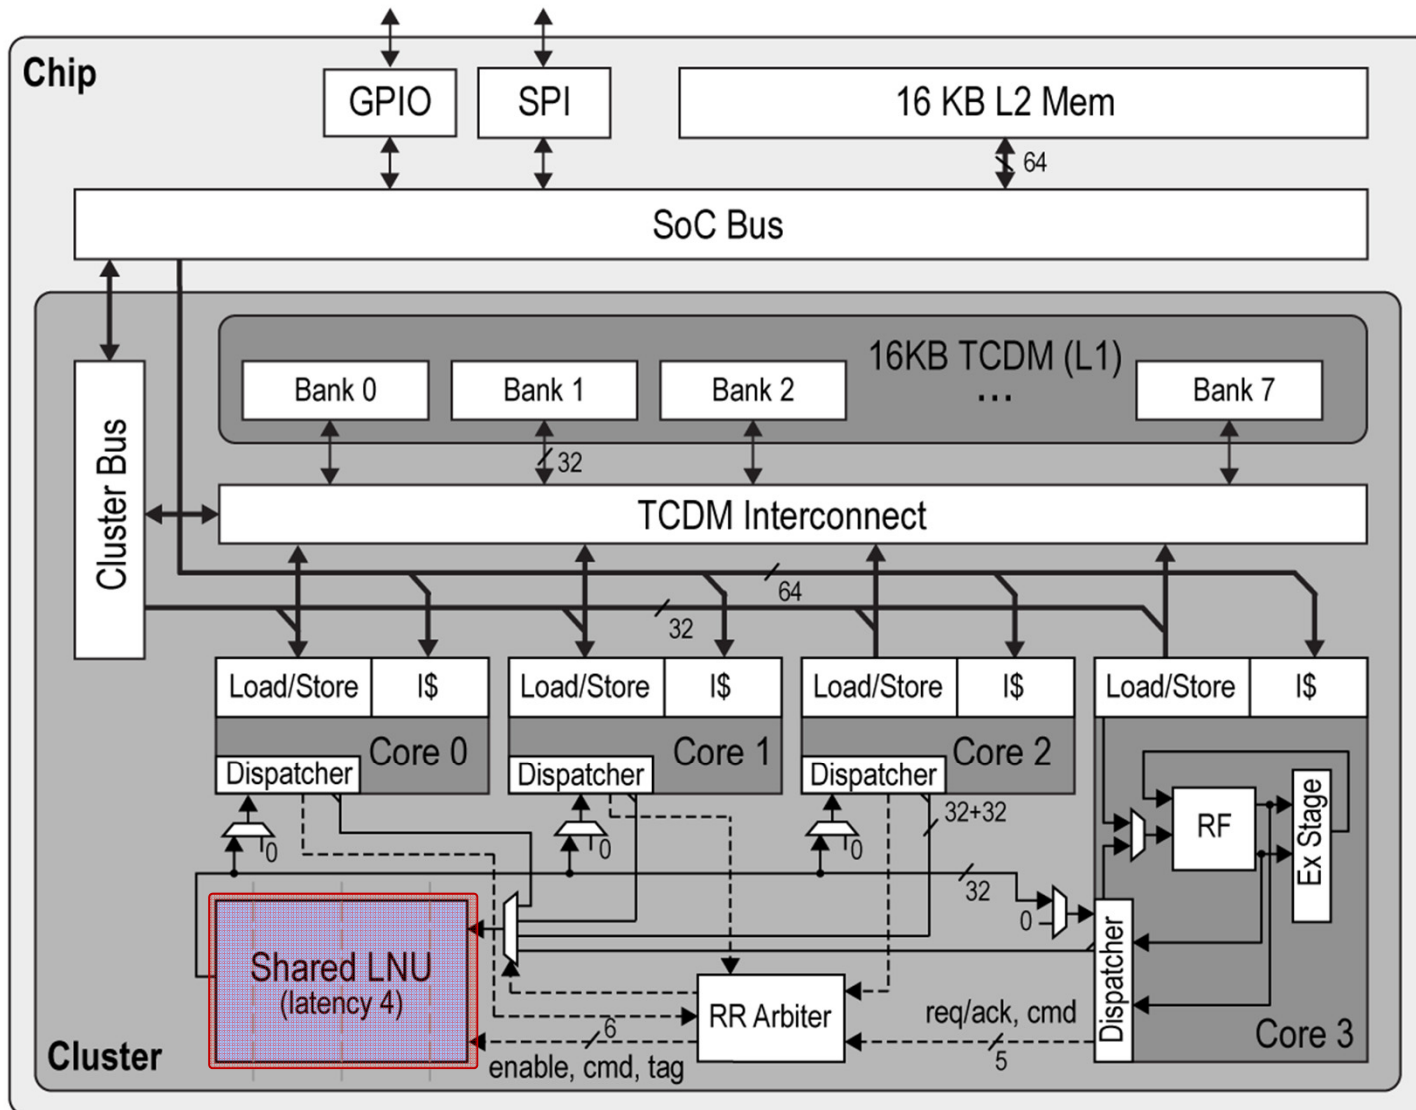 Chip
GPIO
SPI
16 KB L2 Mem
64
SoC Bus
16KB TCDM (L1)
Bank 0
Bank 1
Bank 2
...
Bank 7
Cluster Bus
32
TCDM Interconnect
64
32
Load/Store
I$
Load/Store
I$
Load/Store
I$
Load/Store
I$
Core 0
Core 1
Core 2
Dispatcher
Dispatcher
Dispatcher
32+32
RF
Ex Stage
0
0
0
32
0
Dispatcher
Shared LNU
(latency 4)
RR Arbiter
req/ack, cmd
6
5
enable, cmd, tag
Core 3
Cluster